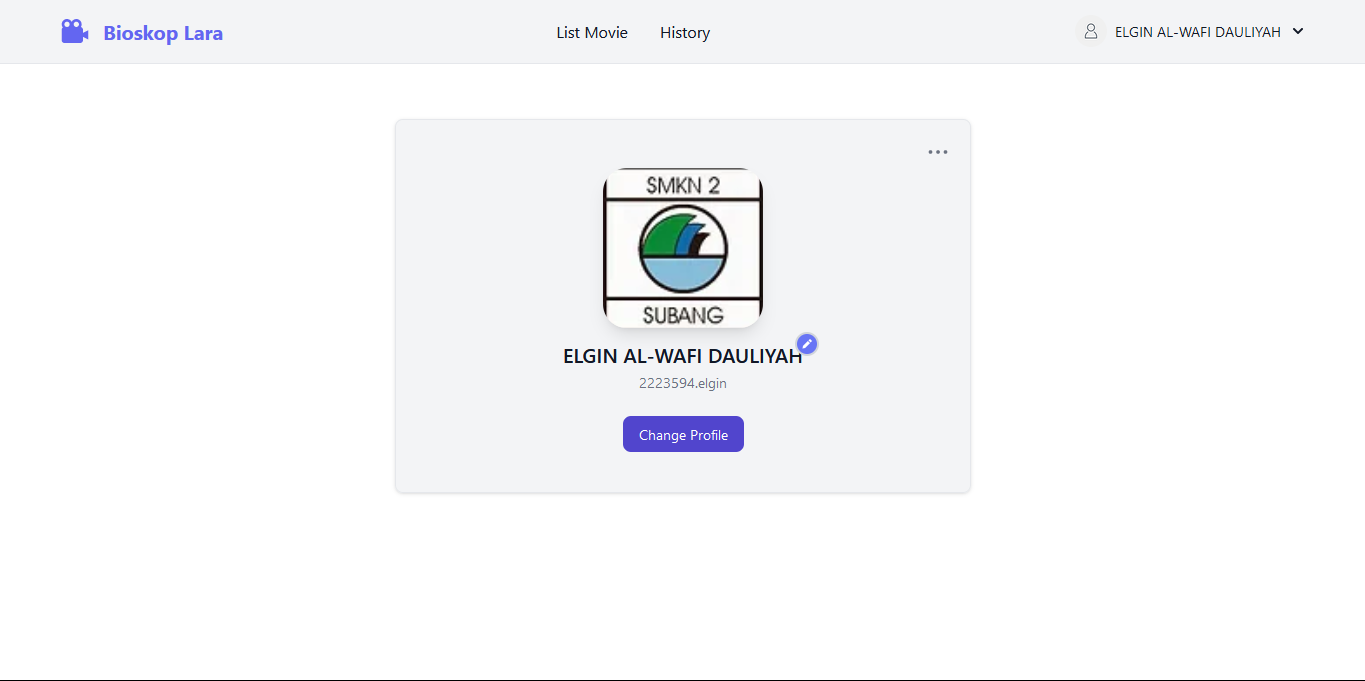 Bioskop Lara
List Movie
History
ELGIN AL-WAFI DAULIYAH
SMKN 2
SUBANG
ELGIN AL-WAFI DAULIYAH
2223594.elgin
Change Profile